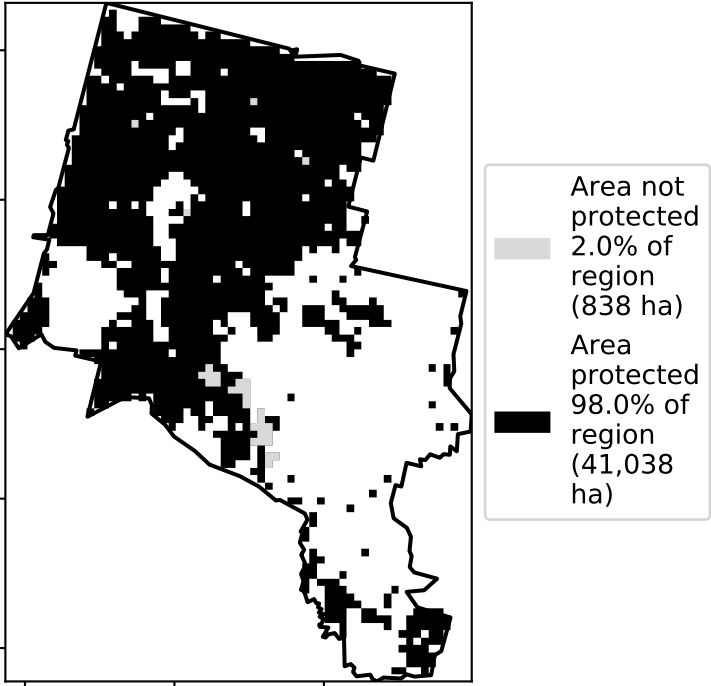 Area not
protected
2.0% of
region
(838 ha)
Area
protected
98.0% of
region
(41,038
ha)